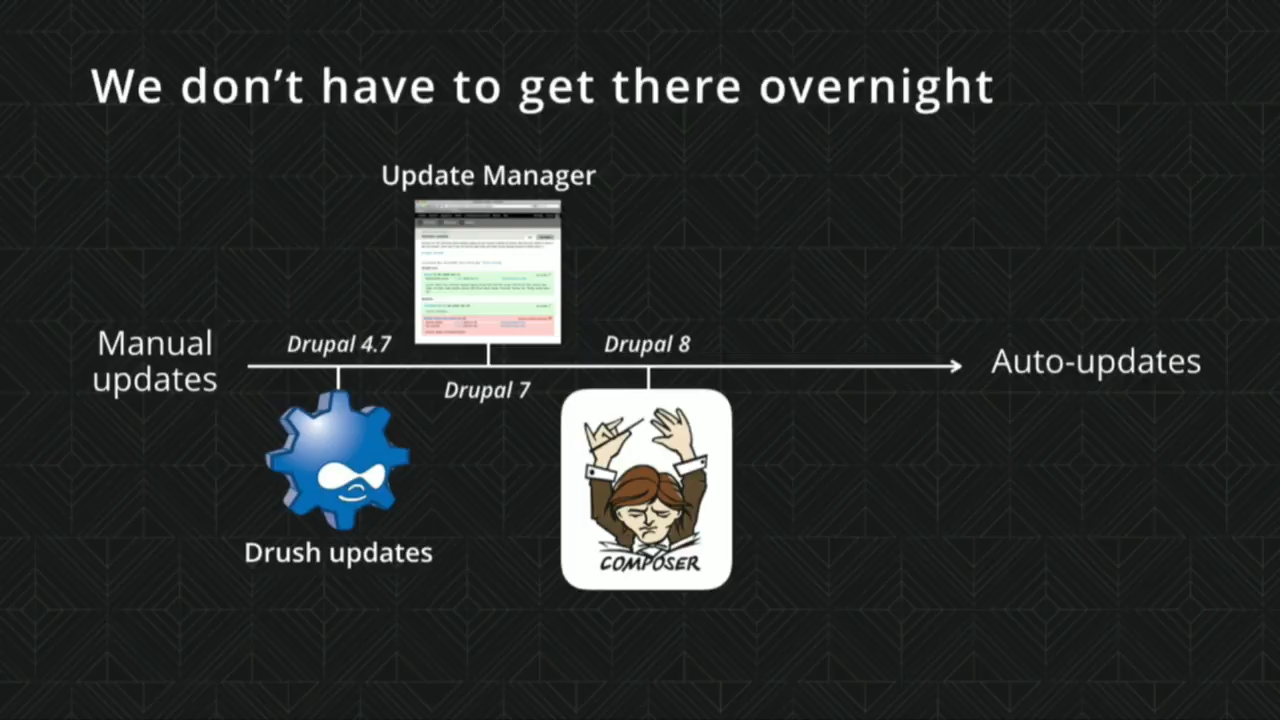 We don’t have to get there overnight
Update Manager
Manual
updates
Drupal 4.7
Drupal 8
Auto-updates
Drupal 7
COMPOSER
Drush updates